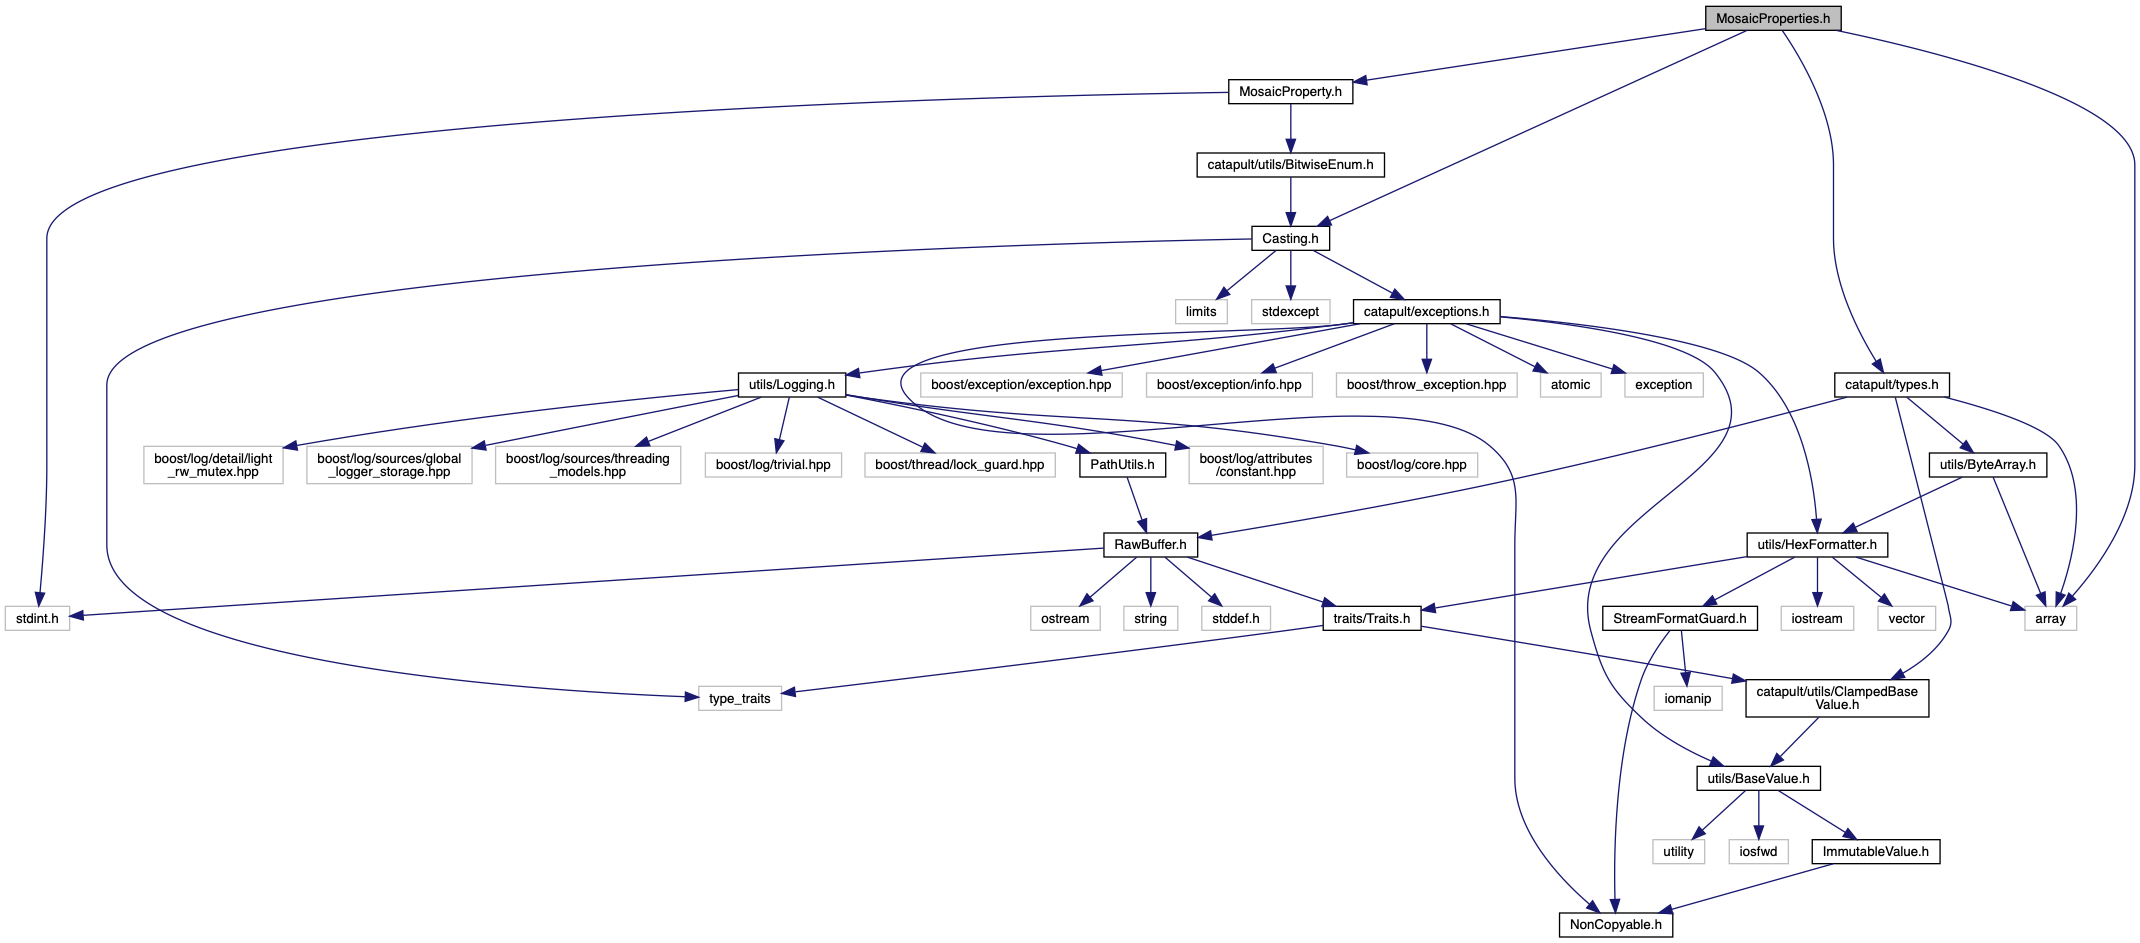 MosaicProperties.h
MosaicProperty.h
catapult/utils/BitwiseEnum.h
Casting.h
limits
stdexcept
catapult/exceptions.h
utils/Logging.h
boost/exception/exception.hpp
boost/exception/info.hpp
boost/throw_exception.hpp
atomic
exception
catapult/types.h
boost/log/detail/light
_rw_mutex.hpp
boost/log/sources/global
_logger_storage.hpp
boost/log/sources/threading
_models.hpp
boost/log/trivial.hpp
boost/thread/lock_guard.hpp
PathUtils.h
boost/log/attributes
/constant.hpp
boost/log/core.hpp
utils/ByteArray.h
RawBuffer.h
utils/HexFormatter.h
stdint.h
ostream
string
stddef.h
traits/Traits.h
StreamFormatGuard.h
iostream
vector
array
type_traits
iomanip
catapult/utils/ClampedBase
Value.h
utils/BaseValue.h
utility
iosfwd
ImmutableValue.h
NonCopyable.h